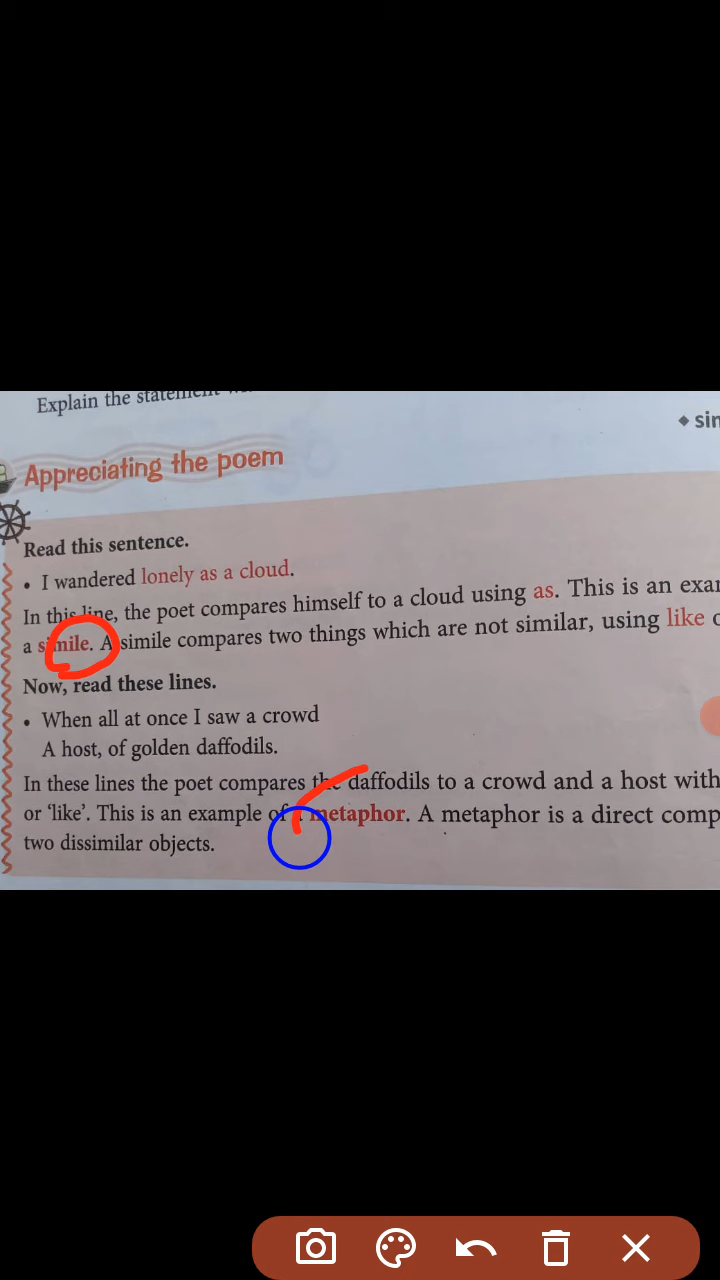 Explain the statement
◆ sin
Appreciating the poem
Read this sentence.
• I wandered lonely as a cloud.
In this line, the poet compares himself to a cloud using as. This is an exa
a simile. A simile compares two things which are not similar, using like
Now, read these lines.
• When all at once I saw a crowd
A host, of golden daffodils.
In these lines the poet compares the daffodils to a crowd and a host with
or ‘like’. This is an example of a metaphor. A metaphor is a direct comp
two dissimilar objects.